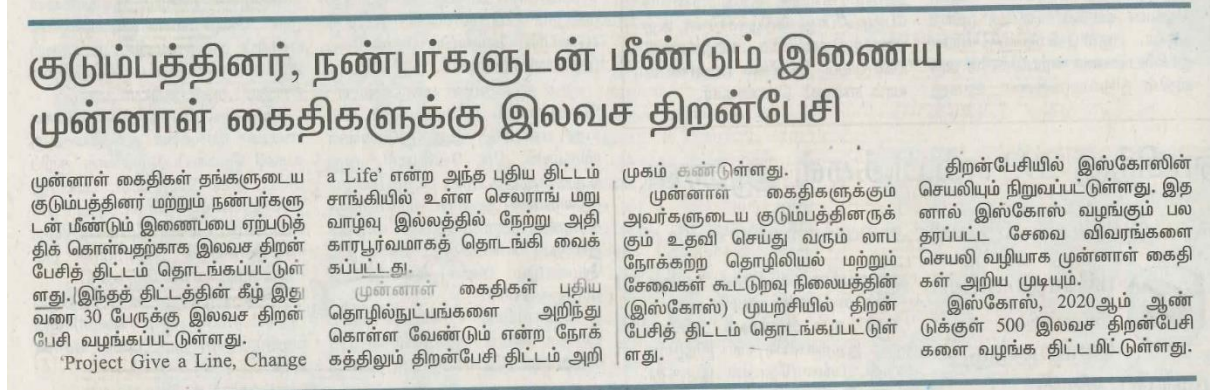 குடும்பத்தினர், நண்பர்களுடன் மீண்டும் இணைய
முன்னாள் கைதிகளுக்கு இலவச திறன்பேசி
முன்னாள் கைதிகள் தங்களுடைய
குடும்பத்தினர் மற்றும் நண்பர்களு
டன் மீண்டும் இணைப்பை ஏற்படுத்
திக் கொள்வதற்காக இலவச திறன்
பேசித் திட்டம் தொடங்கப்பட்டுள்
ளது. இந்தத் திட்டத்தின் கீழ் இது
வரை 30 பேருக்கு இலவச திறன்
பேசி வழங்கப்பட்டுள்ளது.
'Project Give a Line, Change
a Life' என்ற அந்த புதிய திட்டம்
சாங்கியில் உள்ள செலராங் மறு
வாழ்வு இல்லத்தில் நேற்று அதி
காரபூர்வமாகத் தொடங்கி வைக்
கப்பட்டது.
முன்னாள் கைதிகள் புதிய
தொழில்நுட்பங்களை அறிந்து
கொள்ள வேண்டும் என்ற நோக்
கத்திலும் திறன்பேசி திட்டம் அறி
முகம் கண்டுள்ளது.
முன்னாள் கைதிகளுக்கும்
அவர்களுடைய குடும்பத்தினருக்
கும் உதவி செய்து வரும் லாப
நோக்கற்ற தொழிலியல் மற்றும்
சேவைகள் கூட்டுறவு நிலையத்தின்
(இஸ்கோஸ்) முயற்சியில் திறன்
பேசித் திட்டம் தொடங்கப்பட்டுள்
ளது.
திறன்பேசியில் இஸ்கோஸின்
செயலியும் நிறுவப்பட்டுள்ளது. இத
னால் இஸ்கோஸ் வழங்கும் பல
தரப்பட்ட சேவை விவரங்களை
செயலி வழியாக முன்னாள் கைதி
கள் அறிய முடியும்.
இஸ்கோஸ், 2020ஆம் ஆண்
டுக்குள் 500 இலவச திறன்பேசி
களை வழங்க திட்டமிட்டுள்ளது.